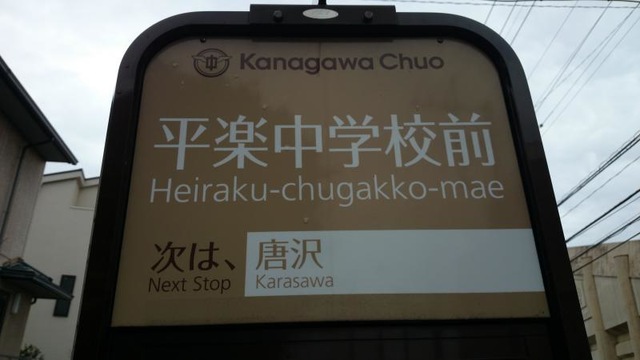 Kanagawa Chuo
平楽中学校前
Heiraku-chugakko-mae
次は、 唐沢
Next Stop Karasawa